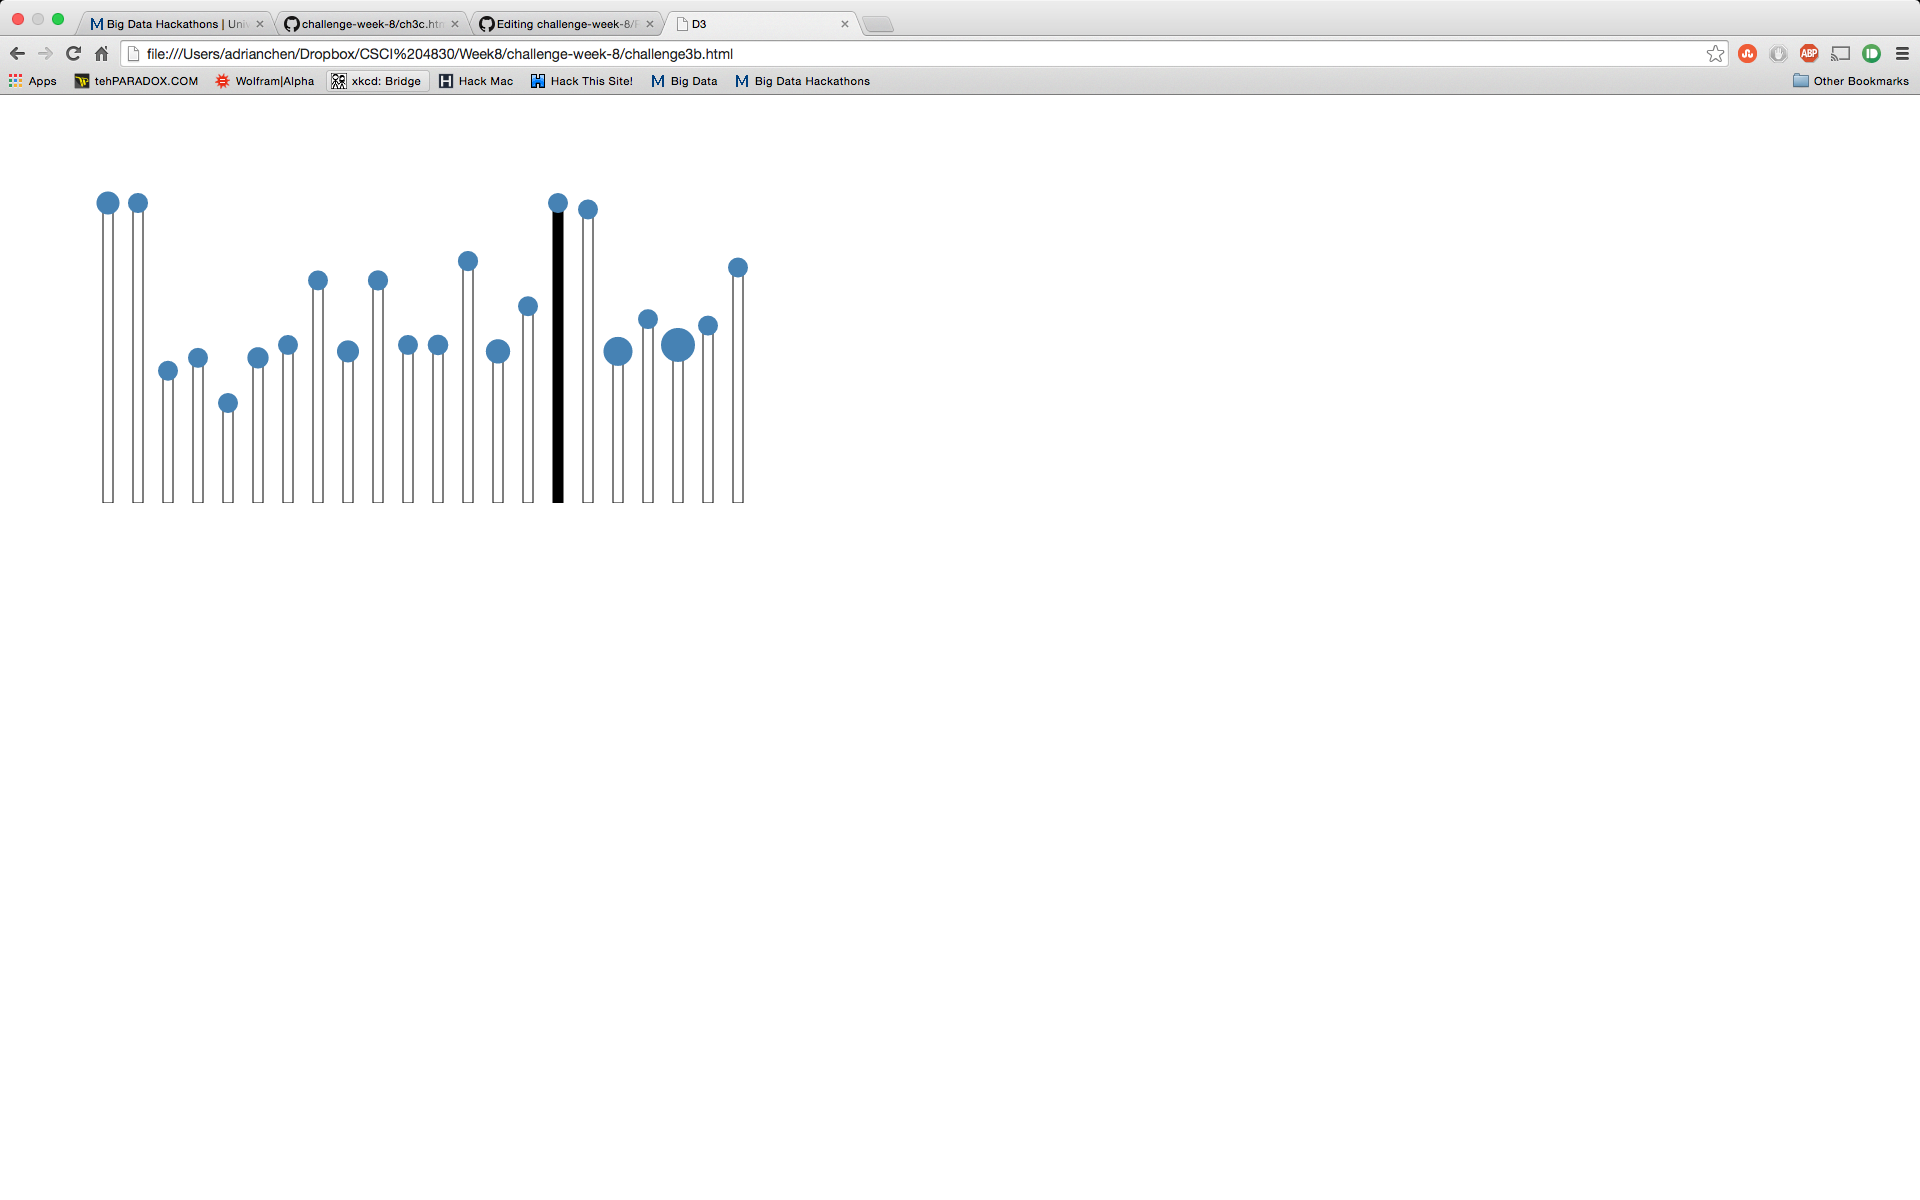 Big Data Hackathons | Uni
challenge-week-8/ch3c.htm
Editing challenge-week-8/
D3
file:///Users/adrianchen/Dropbox/CSCI%204830/Week8/challenge-week-8/challenge3b.html
ABP
Apps
tehPARADOX.COM
Wolfram|Alpha
xkcd: Bridge
Hack Mac
Hack This Site!
Big Data
Big Data Hackathons
Other Bookmarks